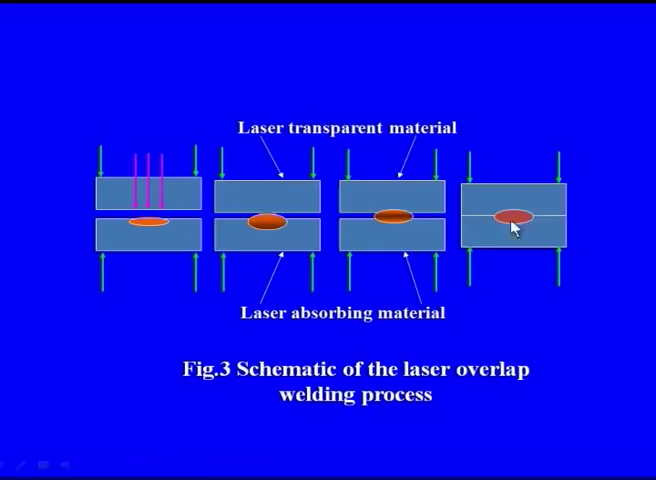 Laser transparent material
Laser absorbing material
Fig.3 Schematic of the laser overlap
welding process